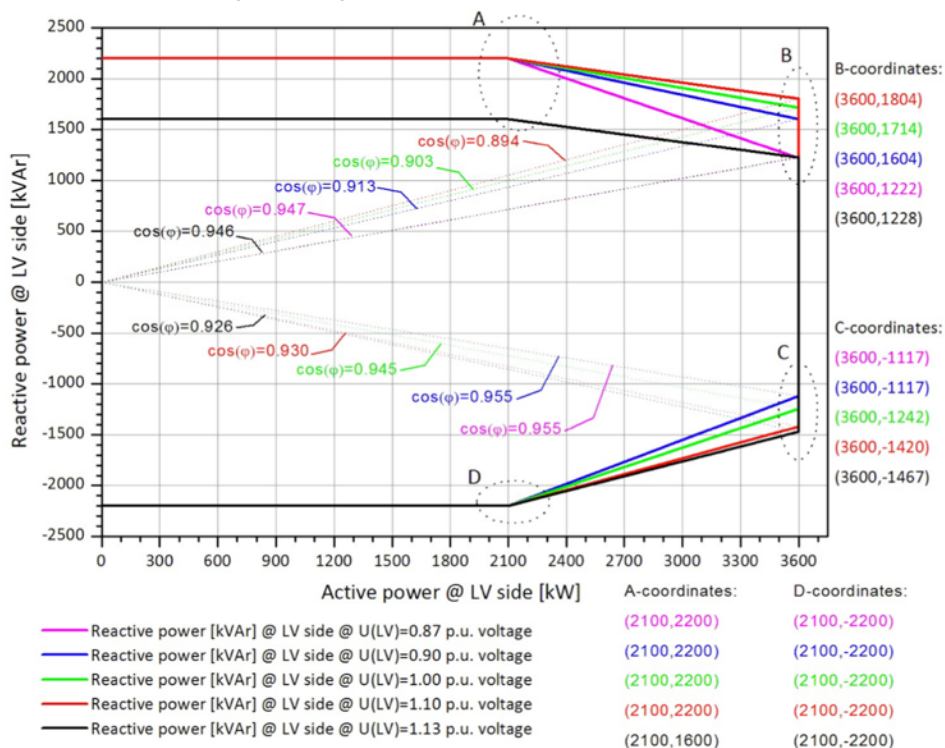 A
B
B-coordinates:
(3600,1804)
(3600,1714)
(3600,1604)
(3600,1222)
(3600,1228)
Reactive power @ LV side [kVAr]
2500
2000
1500
1000
500
0
-500
-1000
-1500
-2000
-2500
cos(φ)=0.894
cos(φ)=0.903
cos(φ)=0.913
cos(φ)=0.947
cos(φ)=0.946
cos(φ)=0.926
cos(φ)=0.930
cos(φ)=0.945
cos(φ)=0.955
cos(φ)=0.955
C
D
C-coordinates:
(3600,-1117)
(3600,-1117)
(3600,-1242)
(3600,-1420)
(3600,-1467)
0 300 600 900 1200 1500 1800 2100 2400 2700 3000 3300 3600
Active power @ LV side [kW]
Reactive power [kVAr] @ LV side @ U(LV)=0.87 p.u. voltage
Reactive power [kVAr] @ LV side @ U(LV)=0.90 p.u. voltage
Reactive power [kVAr] @ LV side @ U(LV)=1.00 p.u. voltage
Reactive power [kVAr] @ LV side @ U(LV)=1.10 p.u. voltage
Reactive power [kVAr] @ LV side @ U(LV)=1.13 p.u. voltage
A-coordinates:
(2100,2200)
(2100,2200)
(2100,2200)
(2100,2200)
(2100,1600)
D-coordinates:
(2100,-2200)
(2100,-2200)
(2100,-2200)
(2100,-2200)
(2100,-2200)